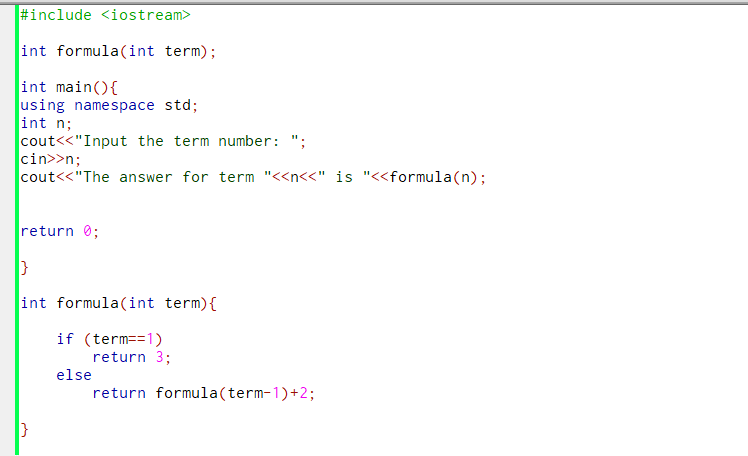 #include <iostream>
int formula(int term);
int main(){
using namespace std;
int n;
cout<<"Input the term number: ";
cin>>n;
cout<<"The answer for term "<<n<<" is "<<formula(n);
return 0;
}
int formula(int term){
if (term==1)
return 3;
else
return formula(term-1)+2;
}